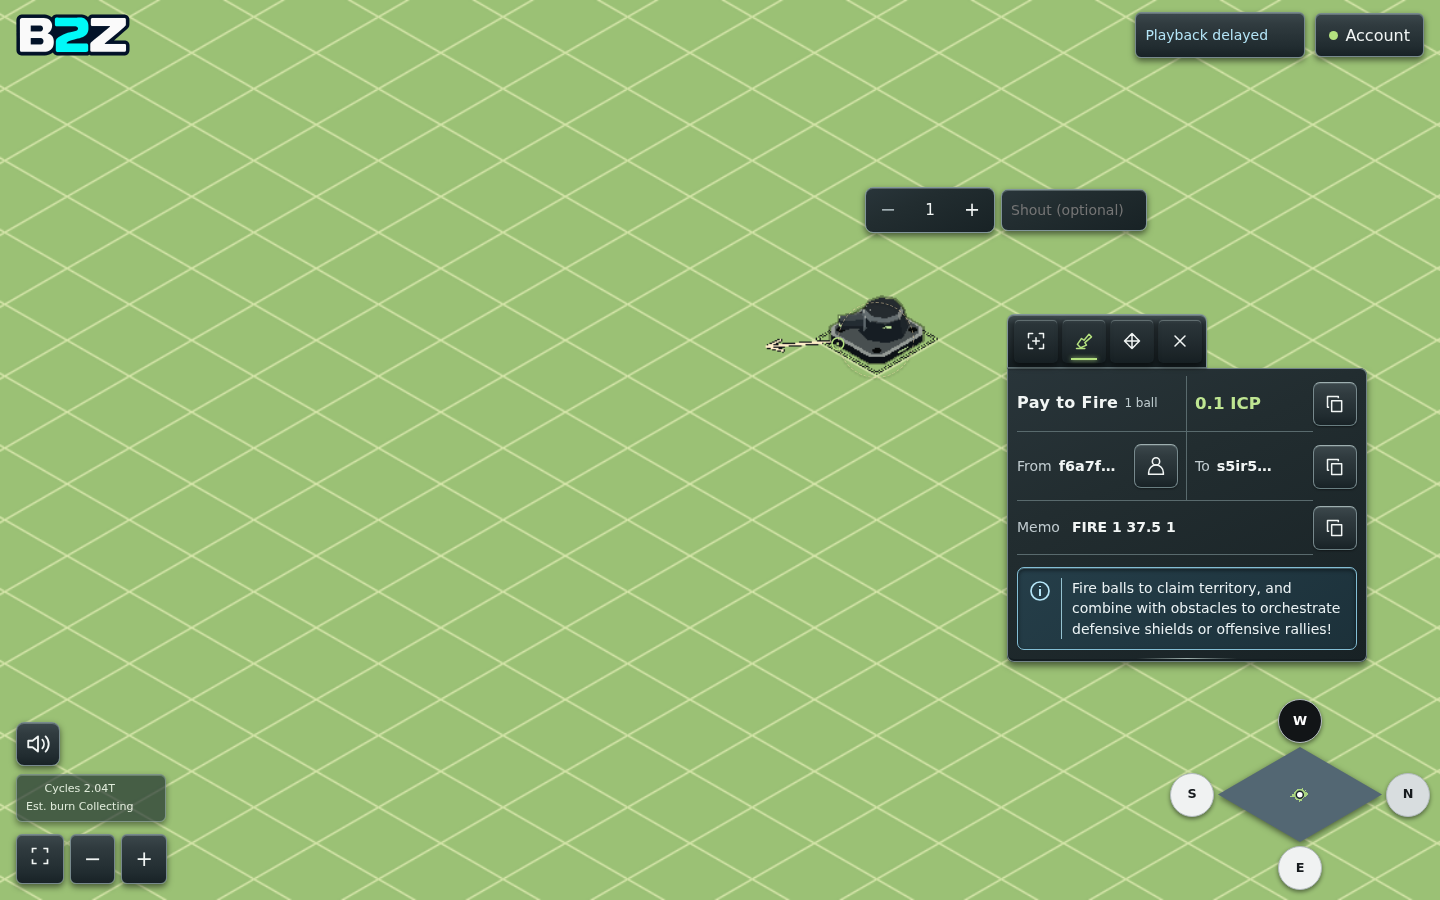 B2Z
Playback delayed
Account
1
Shout (optional)
Pay to Fire 1 ball
0.1 ICP
From f6a7f...
To s5ir5...
Memo FIRE 1 37.5 1
Fire balls to claim territory, and
combine with obstacles to orchestrate
defensive shields or offensive rallies!
W
S
N
E
Cycles 2.04T
Est. burn Collecting